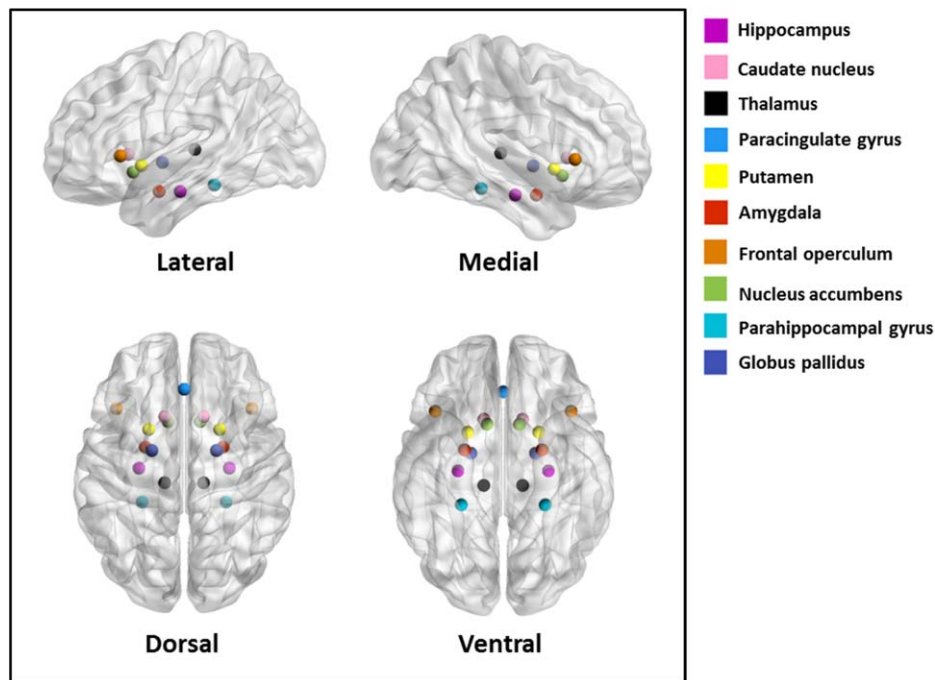 Lateral
Medial
Dorsal
Ventral
Hippocampus
Caudate nucleus
Thalamus
Paracingulate gyrus
Putamen
Amygdala
Frontal operculum
Nucleus accumbens
Parahippocampal gyrus
Globus pallidus